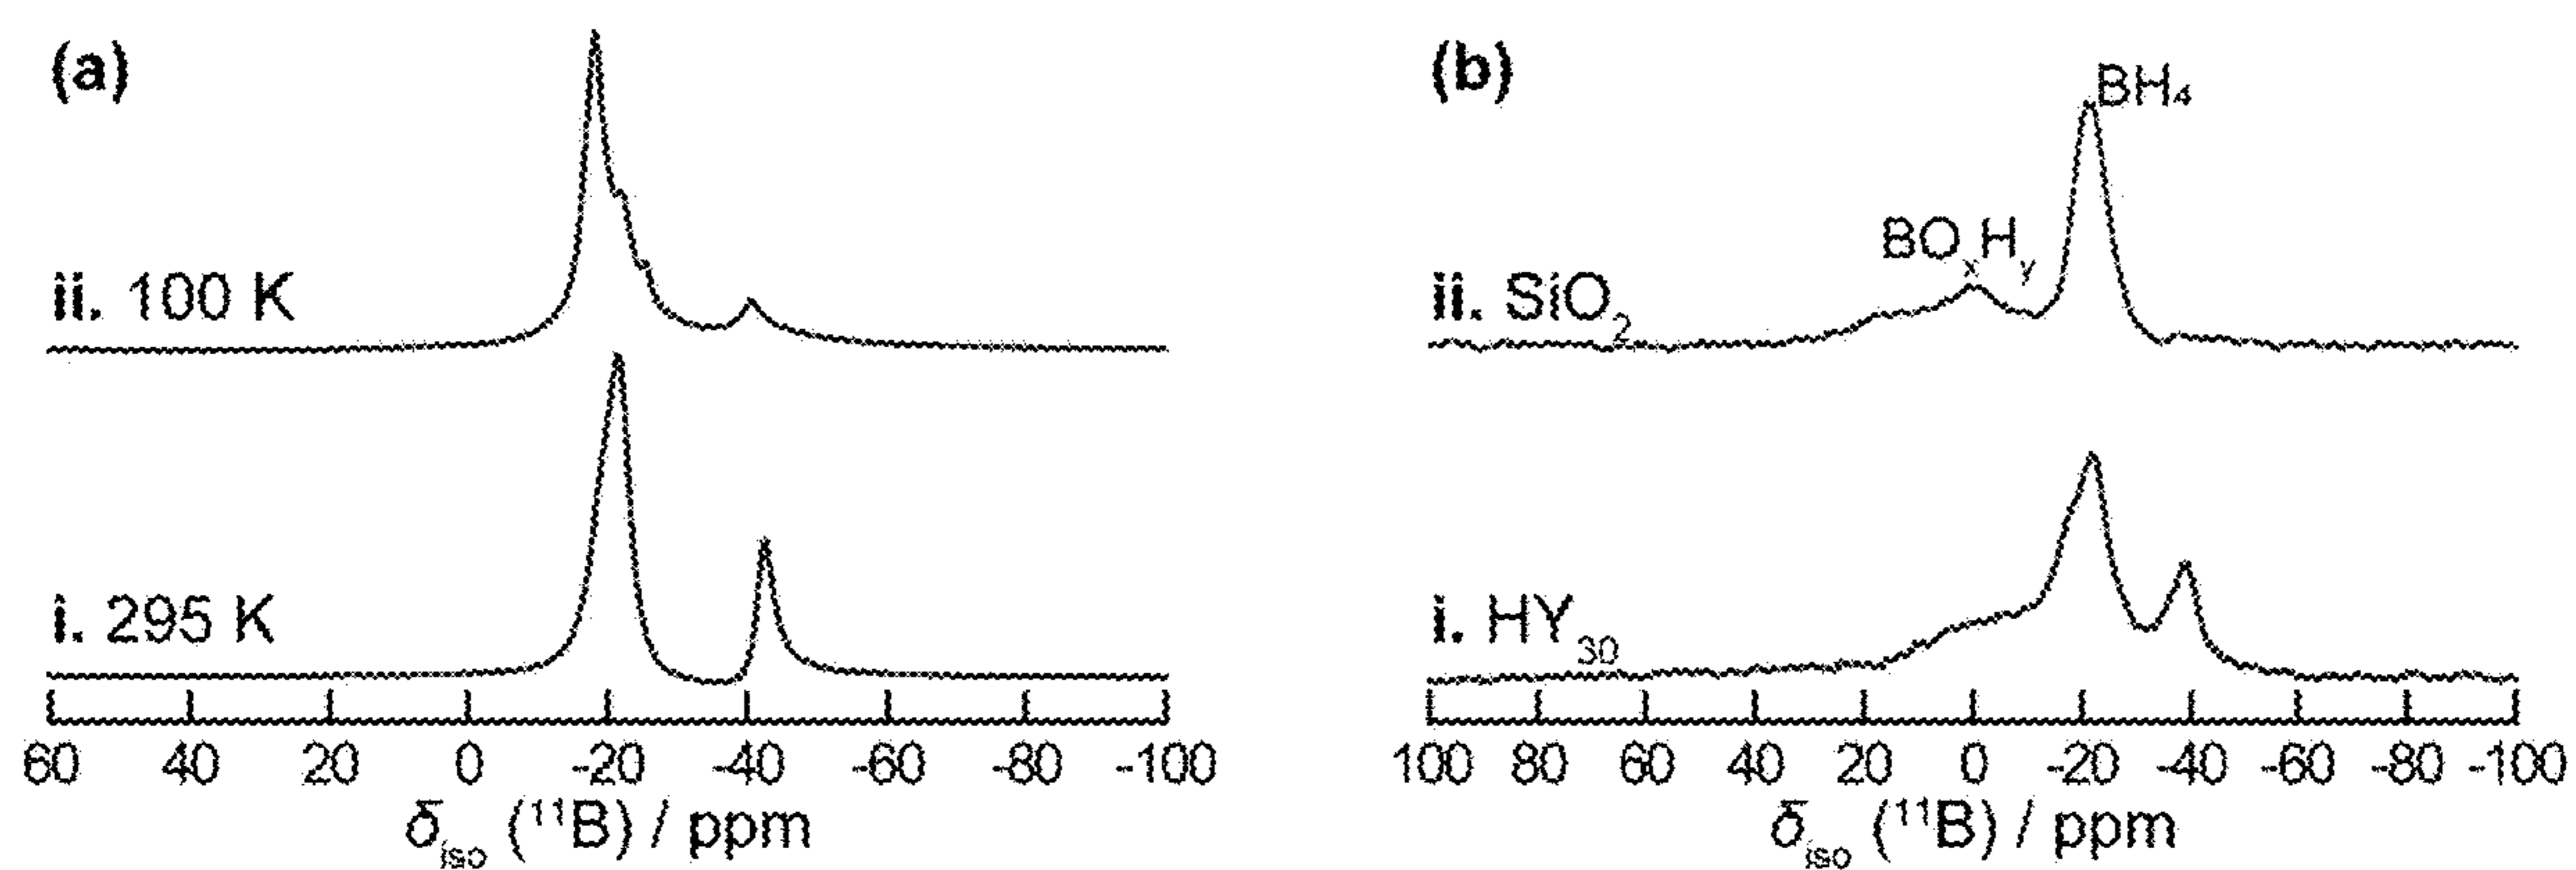 (a)
ii. 100 K
i. 295 K
60 40 20 0 -20 -40 -60 -80 -100
δiso (¹¹B) / ppm
(b)
BH₄
BOₓHy
ii. SiO₂
i. HY₃₀
100 80 60 40 20 0 -20 -40 -60 -80 -100
δiso (¹¹B) / ppm